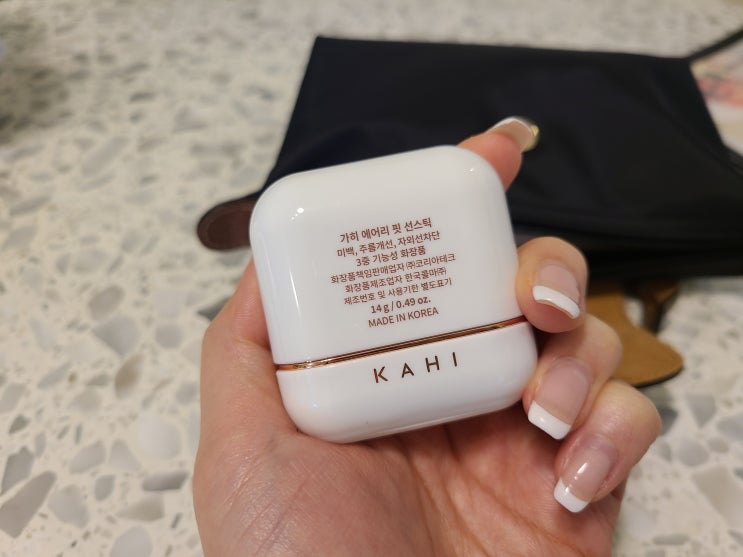 가히 에어리 핏 선스틱
미백, 주름개선, 자외선차단
3중 기능성 화장품
화장품책임판매업자 ㈜코리아테크
화장품제조업자 한국콜마㈜
제조번호 및 사용기한 별도표기
14g / 0.49 oz.
MADE IN KOREA
KAHI